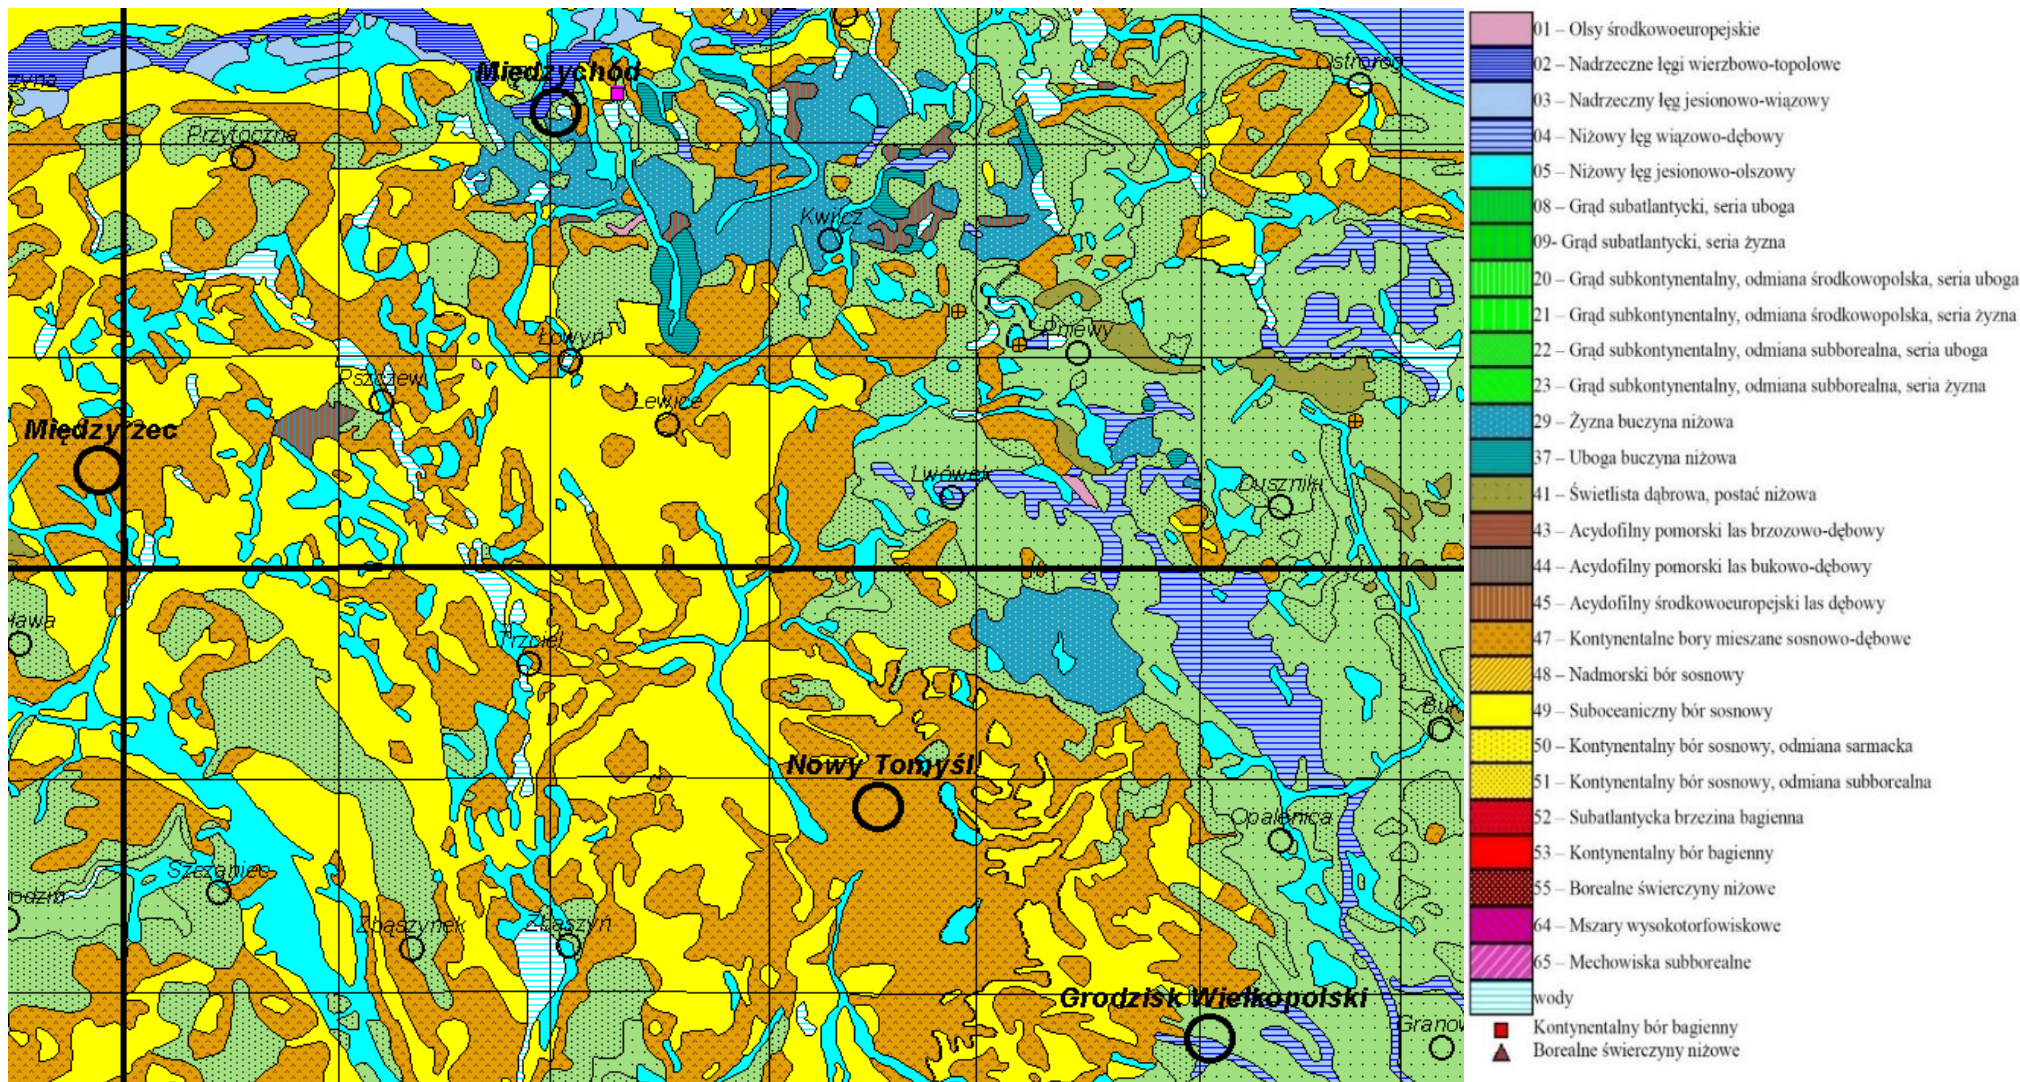 Międzychód
Ostroróg
Przytoczna
Kwilcz
Pniewy
Łowyń
Pszczew
Lewice
Międzyrzec
Lwówek
Duszniki
Trzciel
Buk
Nowy Tomyśl
Opalenica
Szczaniec
Zbąszynek
Zbąszyń
Grodzisk Wielkopolski
Granow
01 – Olsy środkowoeuropejskie
02 – Nadrzeczne łęgi wierzbowo-topolowe
03 – Nadrzeczny łęg jesionowo-wiązowy
04 – Niżowy łęg wiązowo-dębowy
05 – Niżowy łęg jesionowo-olszowy
08 – Grąd subatlantycki, seria uboga
09- Grąd subatlantycki, seria żyzna
20 – Grąd subkontynentalny, odmiana środkowopolska, seria uboga
21 – Grąd subkontynentalny, odmiana środkowopolska, seria żyzna
22 – Grąd subkontynentalny, odmiana subborealna, seria uboga
23 – Grąd subkontynentalny, odmiana subborealna, seria żyzna
29 – Żyzna buczyna niżowa
37 – Uboga buczyna niżowa
41 – Świetlista dąbrowa, postać niżowa
43 – Acydofilny pomorski las brzozowo-dębowy
44 – Acydofilny pomorski las bukowo-dębowy
45 – Acydofilny środkowoeuropejski las dębowy
47 – Kontynentalne bory mieszane sosnowo-dębowe
48 – Nadmorski bór sosnowy
49 – Suboceaniczny bór sosnowy
50 – Kontynentalny bór sosnowy, odmiana sarmacka
51 – Kontynentalny bór sosnowy, odmiana subborealna
52 – Subatlantycka brzezina bagienna
53 – Kontynentalny bór bagienny
55 – Borealne świerczyny niżowe
64 – Mszary wysokotorfowiskowe
65 – Mechowiska subborealne
wody
Kontynentalny bór bagienny
Borealne świerczyny niżowe